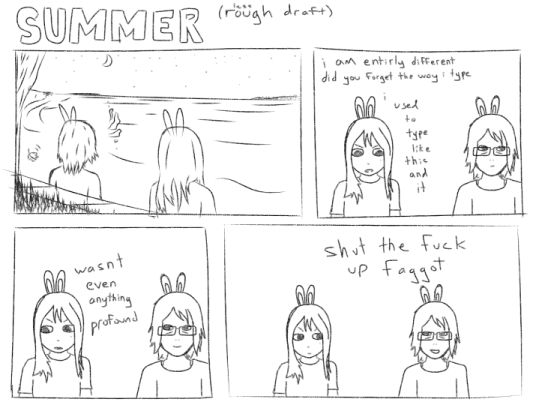 SUMMER
(rough draft)
i am entirly different
did you forget the way i type
i
used
to
type
like
this
and
it
wasnt
even
anything
profound
shut the fuck
up faggot